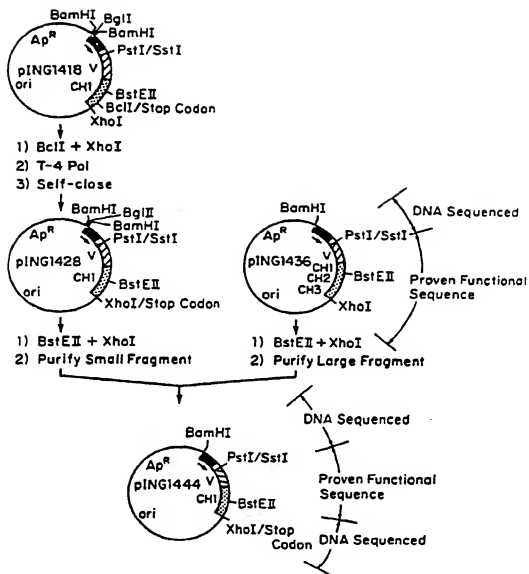 BamHI
BglI
BamHI
Ap^R
PstI/SstI
pING1418
V
ori
CH1
BstEII
BclI/Stop Codon
XhoI
1) BclI + XhoI
2) T-4 Pol
3) Self-close
BamHI
BglII
BamHI
Ap^R
PstI/SstI
pING1428
V
CH1
BstEII
ori
XhoI/Stop Codon
1) BstEII + XhoI
2) Purify Small Fragment
BamHI
Ap^R
PstI/SstI
V
pING1436
CH1
CH2
CH3
BstEII
ori
XhoI
DNA Sequenced
Proven Functional
Sequence
1) BstEII + XhoI
2) Purify Large Fragment
BamHI
Ap^R
PstI/SstI
V
pING1444
CH1
BstEII
ori
XhoI/Stop
Codon
DNA Sequenced
Proven Functional
Sequence
DNA Sequenced